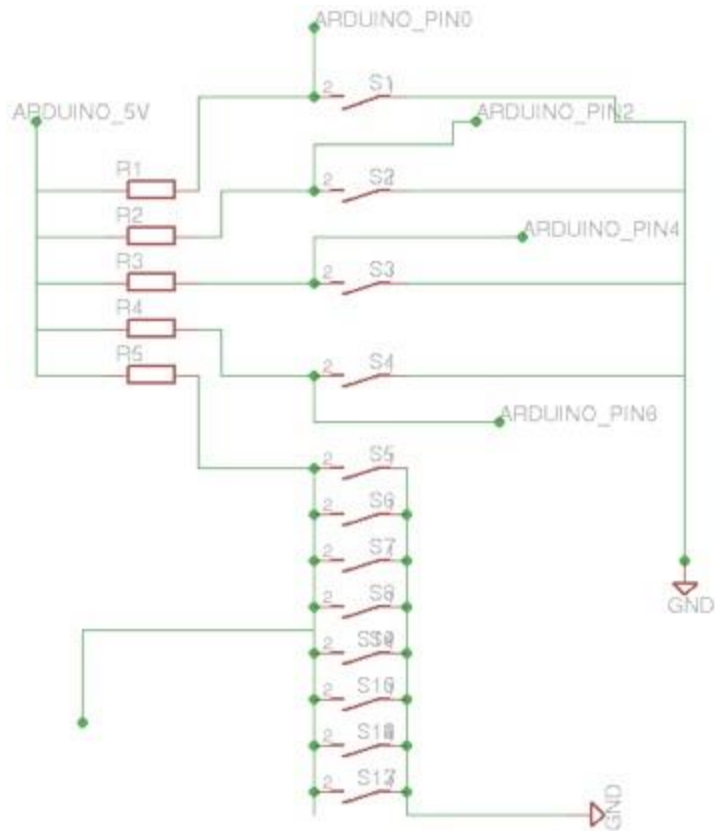 ARDUINO_PIN0
2 S1
ARDUINO_5V
ARDUINO_PIN2
R1
2 S2
R2
ARDUINO_PIN4
R3
2 S3
R4
R5
2 S4
ARDUINO_PIN6
2 S5
2 S6
2 S7
2 S8
GND
2
2
2
2
GND